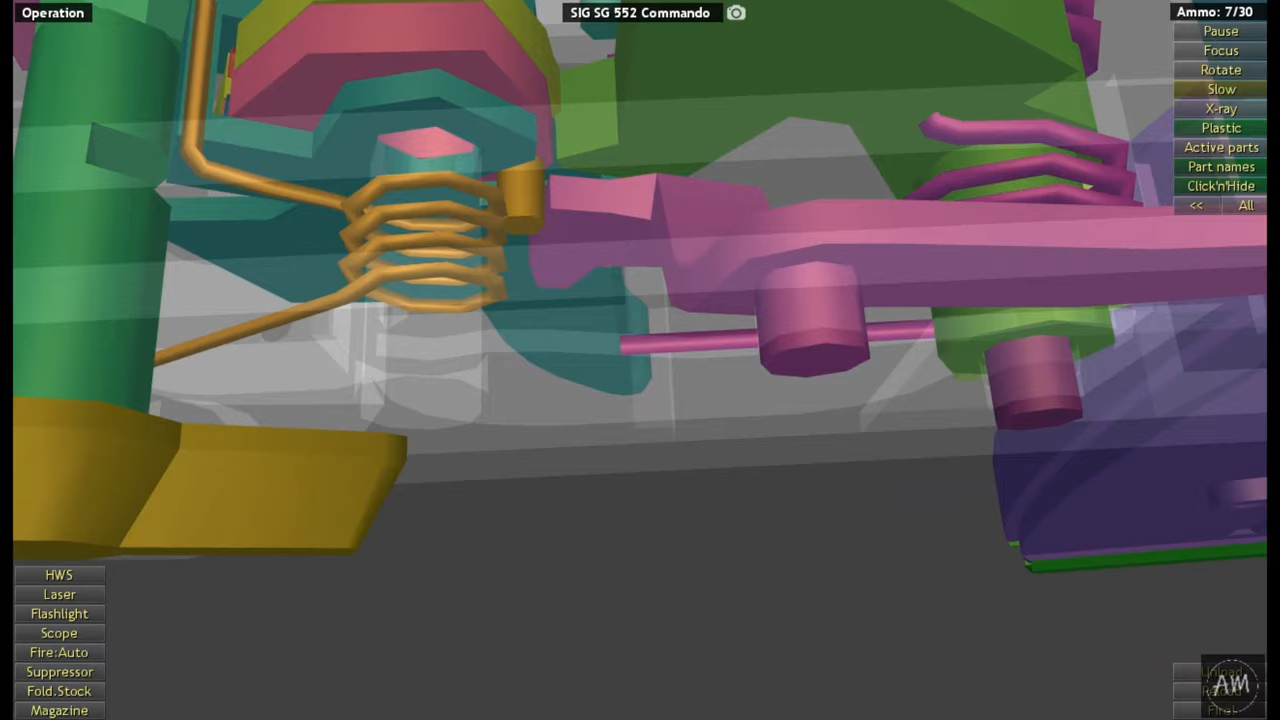 Operation
SIG SG 552 Commando
Ammo: 7/30
Pause
Focus
Rotate
Slow
X-ray
Plastic
Active parts
Part names
Click'n'Hide
<< All
HWS
Laser
Flashlight
Scope
Fire:Auto
Suppressor
Fold.Stock
Magazine
AM